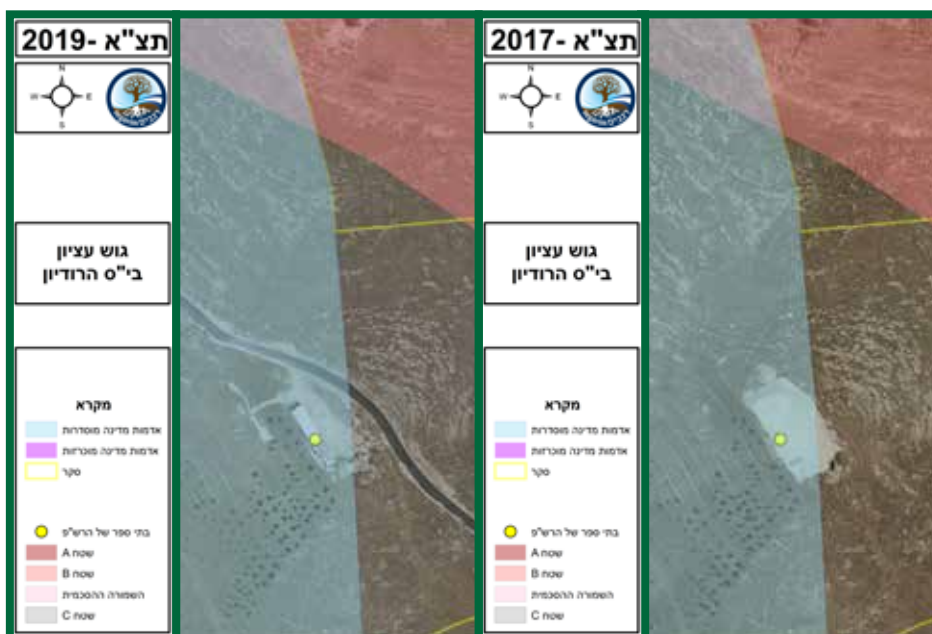 תצ"א -2017
N
W E
S
גוש עציון
בי"ס הרודיון
מקרא
אדמות מדינה מוסדרות
אדמות מדינה מוכרזות
סקר
בתי ספר של הרש"פ
שטח A
שטח B
השמורה ההסכמית
שטח C
תצ"א -2019
N
W E
S
גוש עציון
בי"ס הרודיון
מקרא
אדמות מדינה מוסדרות
אדמות מדינה מוכרזות
סקר
בתי ספר של הרש"פ
שטח A
שטח B
השמורה ההסכמית
שטח C